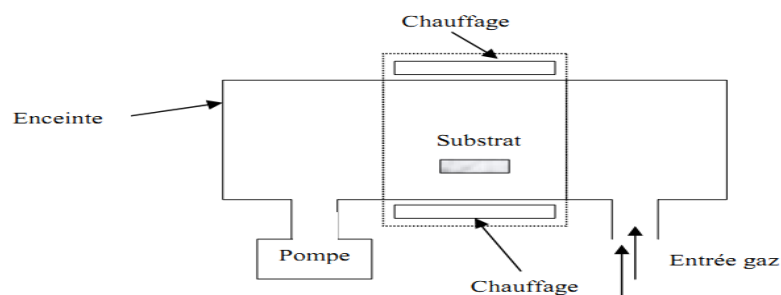 Chauffage
Enceinte
Substrat
Pompe
Entrée gaz
Chauffage